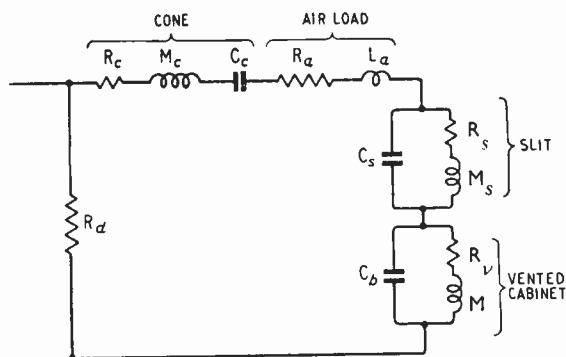 CONE
AIR LOAD
Rc Mc Cc Ra La
Cs Rs Ms SLIT
Rd
Cb Rv M VENTED
CABINET